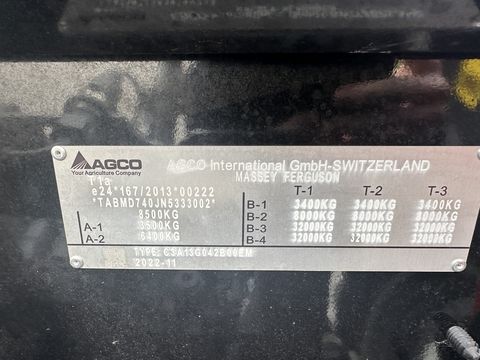 AGCO AGCO International GmbH-SWITZERLAND
Your Agriculture Company MASSEY FERGUSON
T1a T-1 T-2 T-3
e24*167/2013*00222 B-1 3400KG 3400KG 3400KG
*TABMD740JN5333002* B-2 8000KG 8000KG 8000KG
8500KG B-3 32000KG 32000KG 32000KG
A-1 3500KG B-4 32000KG 32000KG 32000KG
A-2 6400KG
TYPE:
2022-11